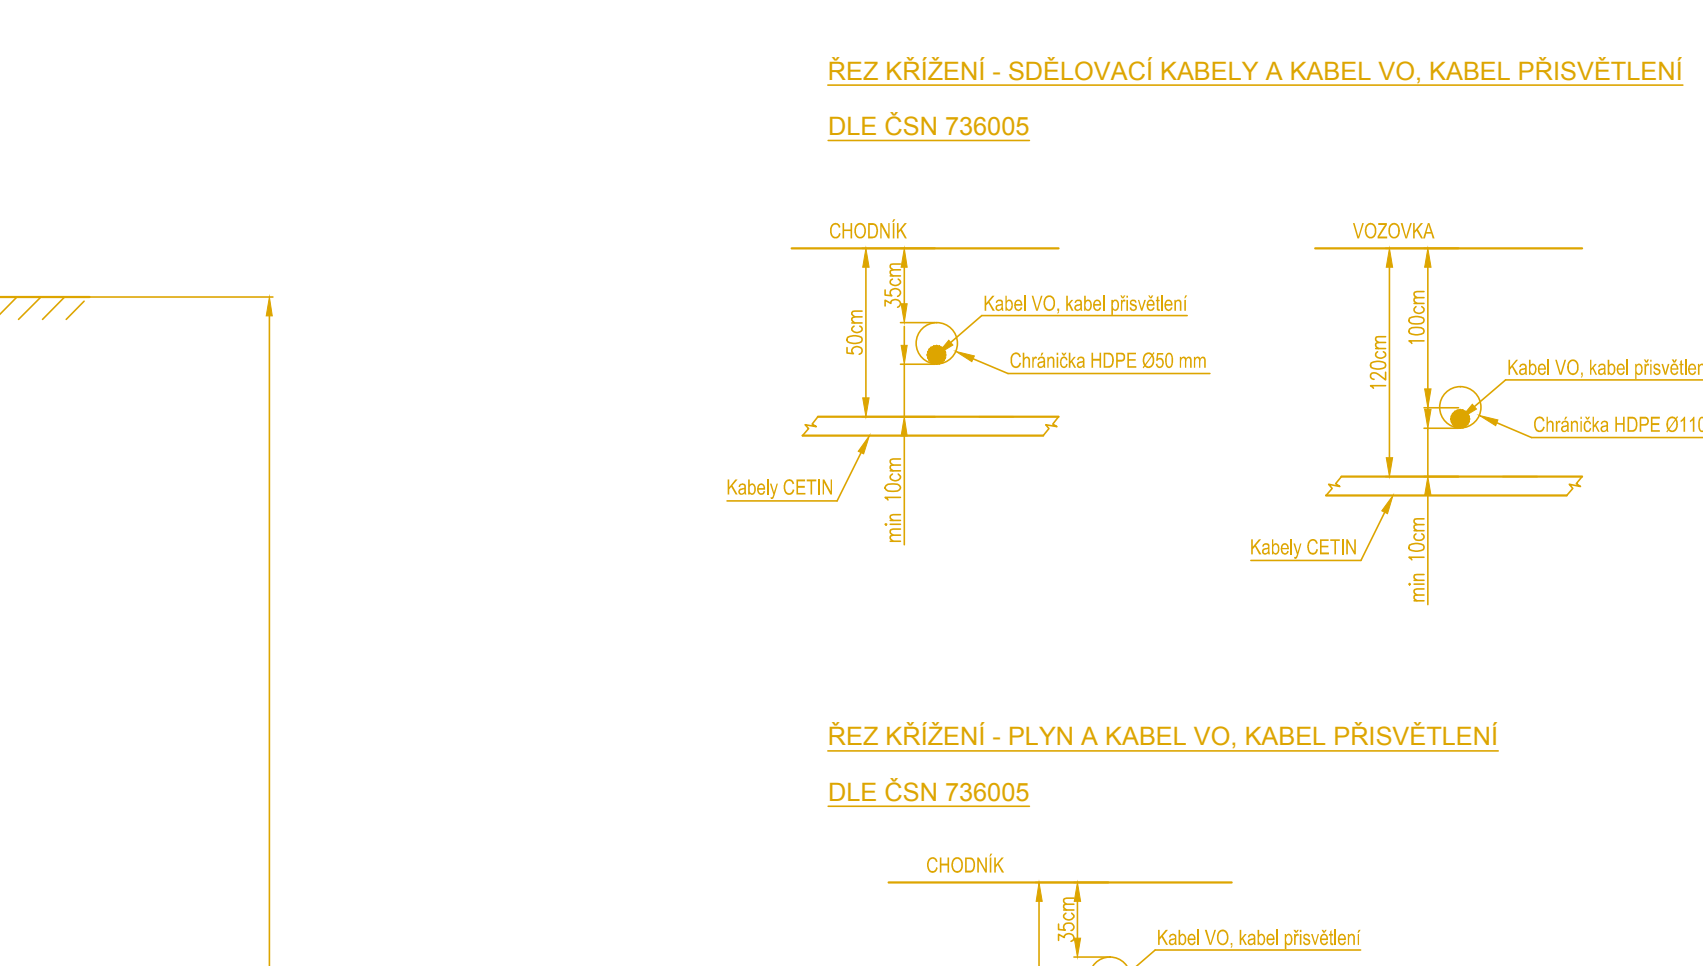 ŘEZ KŘÍŽENÍ - SDĚLOVACÍ KABELY A KABEL VO, KABEL PŘISVĚTLENÍ
DLE ČSN 736005
CHODNÍK
35cm
50cm
Kabel VO, kabel přisvětlení
Chránička HDPE Ø50 mm
Kabely CETIN
min 10cm
VOZOVKA
100cm
120cm
Kabel VO, kabel
Chránička HDPE Ø110
Kabely CETIN
min 10cm
ŘEZ KŘÍŽENÍ - PLYN A KABEL VO, KABEL PŘISVĚTLENÍ
DLE ČSN 736005
CHODNÍK
35cm
Kabel VO, kabel přisvětlení